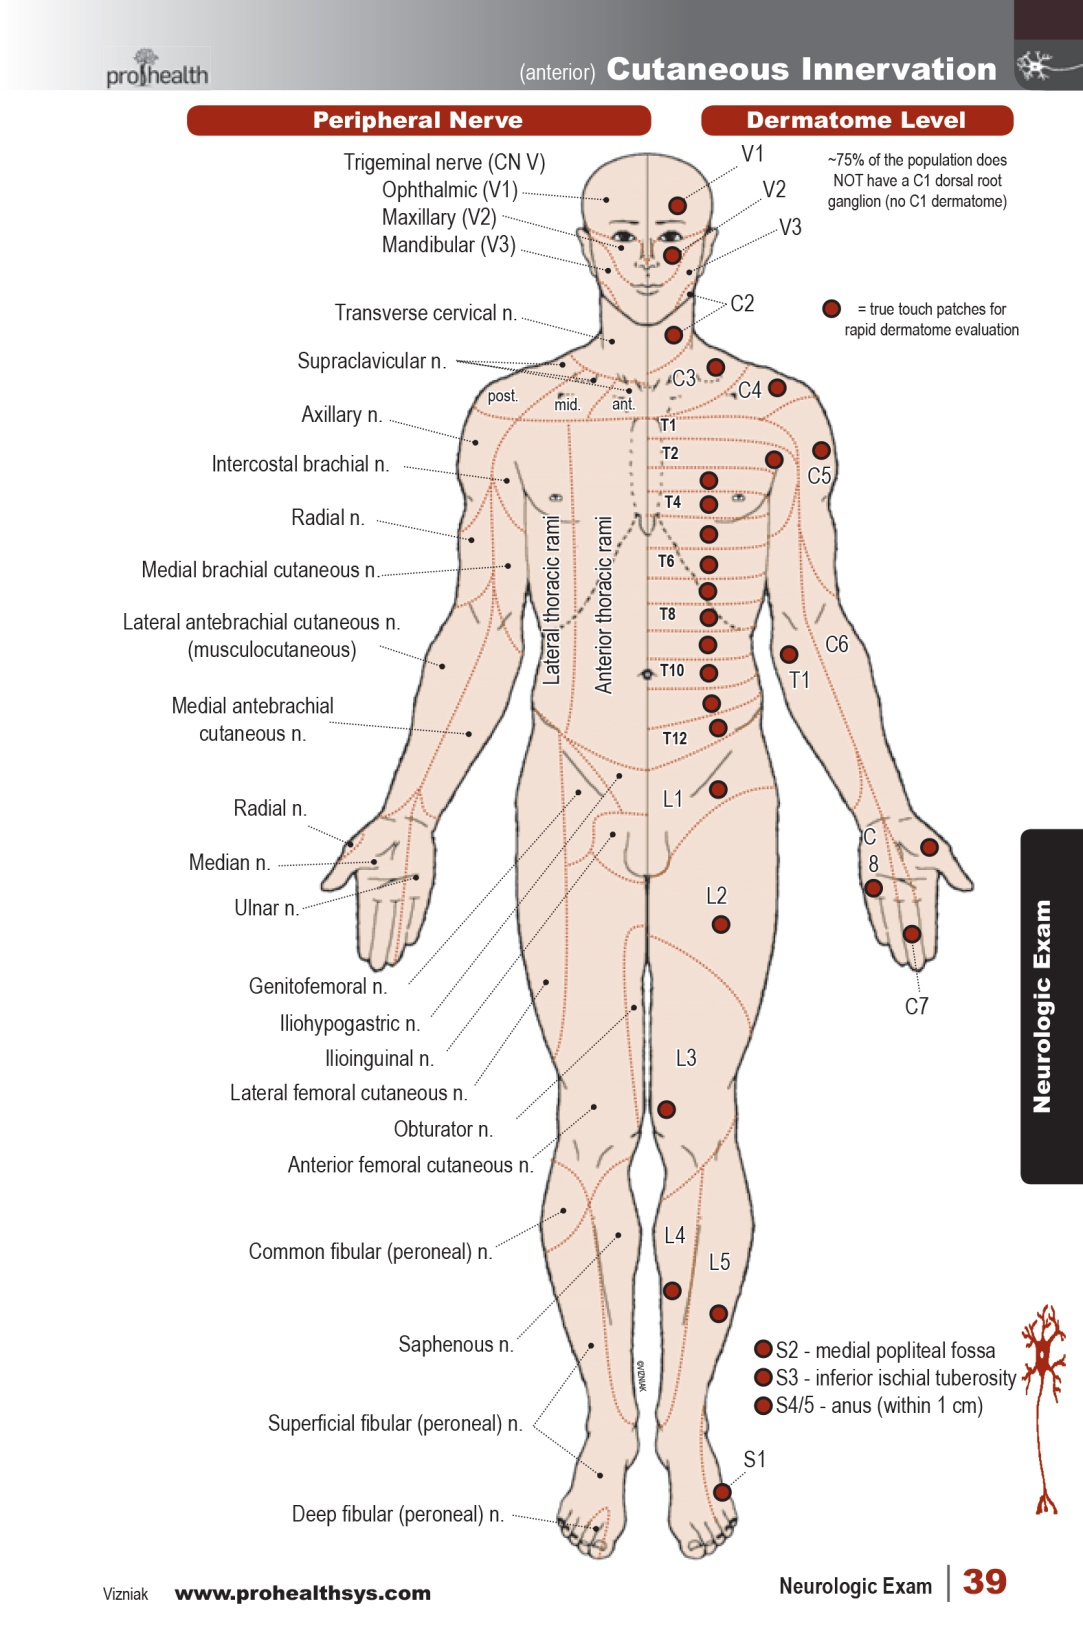 prohealth
(anterior) Cutaneous Innervation
Peripheral Nerve
Dermatome Level
Trigeminal nerve (CN V)
Ophthalmic (V1)
Maxillary (V2)
Mandibular (V3)
Transverse cervical n.
Supraclavicular n.
post.
mid.
ant.
Axillary n.
Intercostal brachial n.
Radial n.
Medial brachial cutaneous n.
Lateral antebrachial cutaneous n.
(musculocutaneous)
Medial antebrachial
cutaneous n.
Radial n.
Median n.
Ulnar n.
Genitofemoral n.
Iliohypogastric n.
Ilioinguinal n.
Lateral femoral cutaneous n.
Obturator n.
Anterior femoral cutaneous n.
Common fibular (peroneal) n.
Saphenous n.
Superficial fibular (peroneal) n.
Deep fibular (peroneal) n.
Lateral thoracic rami
Anterior thoracic rami
V1
V2
V3
~75% of the population does
NOT have a C1 dorsal root
ganglion (no C1 dermatome)
C2
= true touch patches for
rapid dermatome evaluation
C3
C4
T1
T2
C5
T4
T6
T8
C6
T10
T1
T12
L1
C
8
L2
C7
L3
L4
L5
S2 - medial popliteal fossa
S3 - inferior ischial tuberosity
S4/5 - anus (within 1 cm)
S1
©VIZNIAK
Neurologic Exam
Vizniak www.prohealthsys.com
Neurologic Exam 39